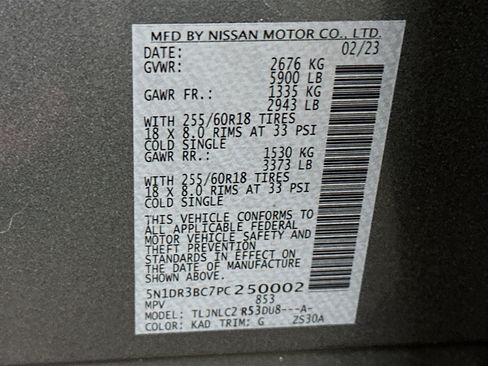 MFD BY NISSAN MOTOR CO., LTD.
DATE: 02/23
GVWR: 2676 KG
5900 LB
GAWR FR.: 1335 KG
2943 LB
WITH 255/60R18 TIRES
18 X 8.0 RIMS AT 33 PSI
COLD SINGLE
GAWR RR.: 1530 KG
3373 LB
WITH 255/60R18 TIRES
18 X 8.0 RIMS AT 33 PSI
COLD SINGLE
THIS VEHICLE CONFORMS TO
ALL APPLICABLE FEDERAL
MOTOR VEHICLE SAFETY
AND THEFT PREVENTION
STANDARDS IN EFFECT ON
THE DATE OF MANUFACTURE
5N1DR3BC7PC250002
MPV 853
MODEL: TLJNLC2 R53DU8---A-
COLOR: KAD TRIM: G ZS30A